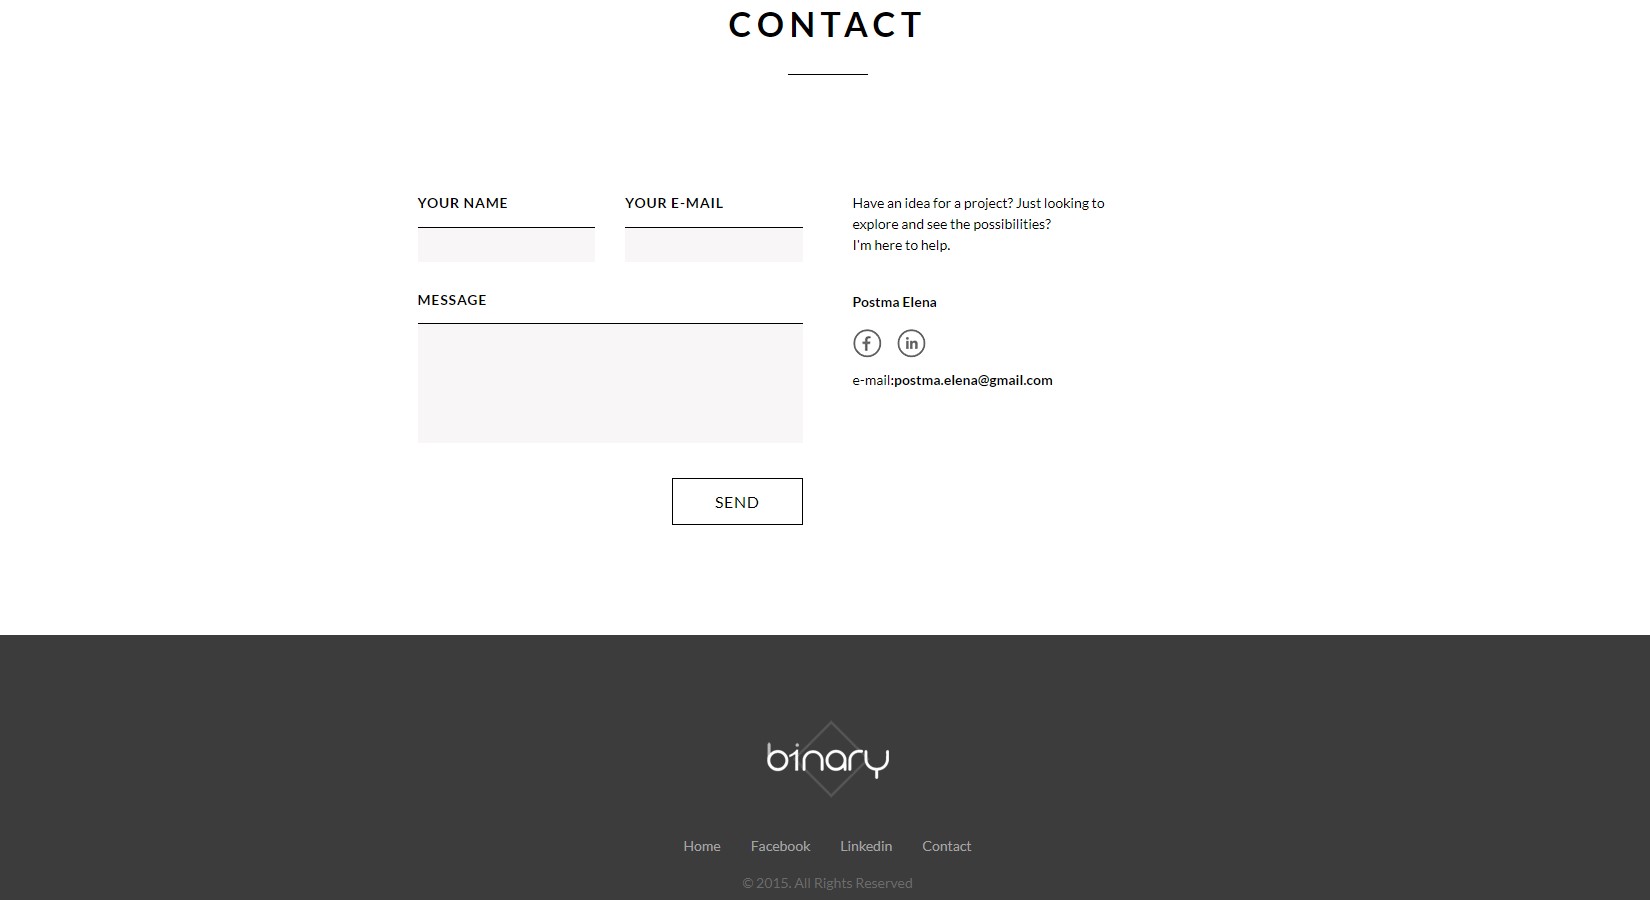 CONTACT
YOUR NAME
YOUR E-MAIL
MESSAGE
SEND
Have an idea for a project? Just looking to
explore and see the possibilities?
I'm here to help.
Postma Elena
f
in
e-mail:postma.elena@gmail.com
binary
Home Facebook Linkedin Contact
© 2015. All Rights Reserved